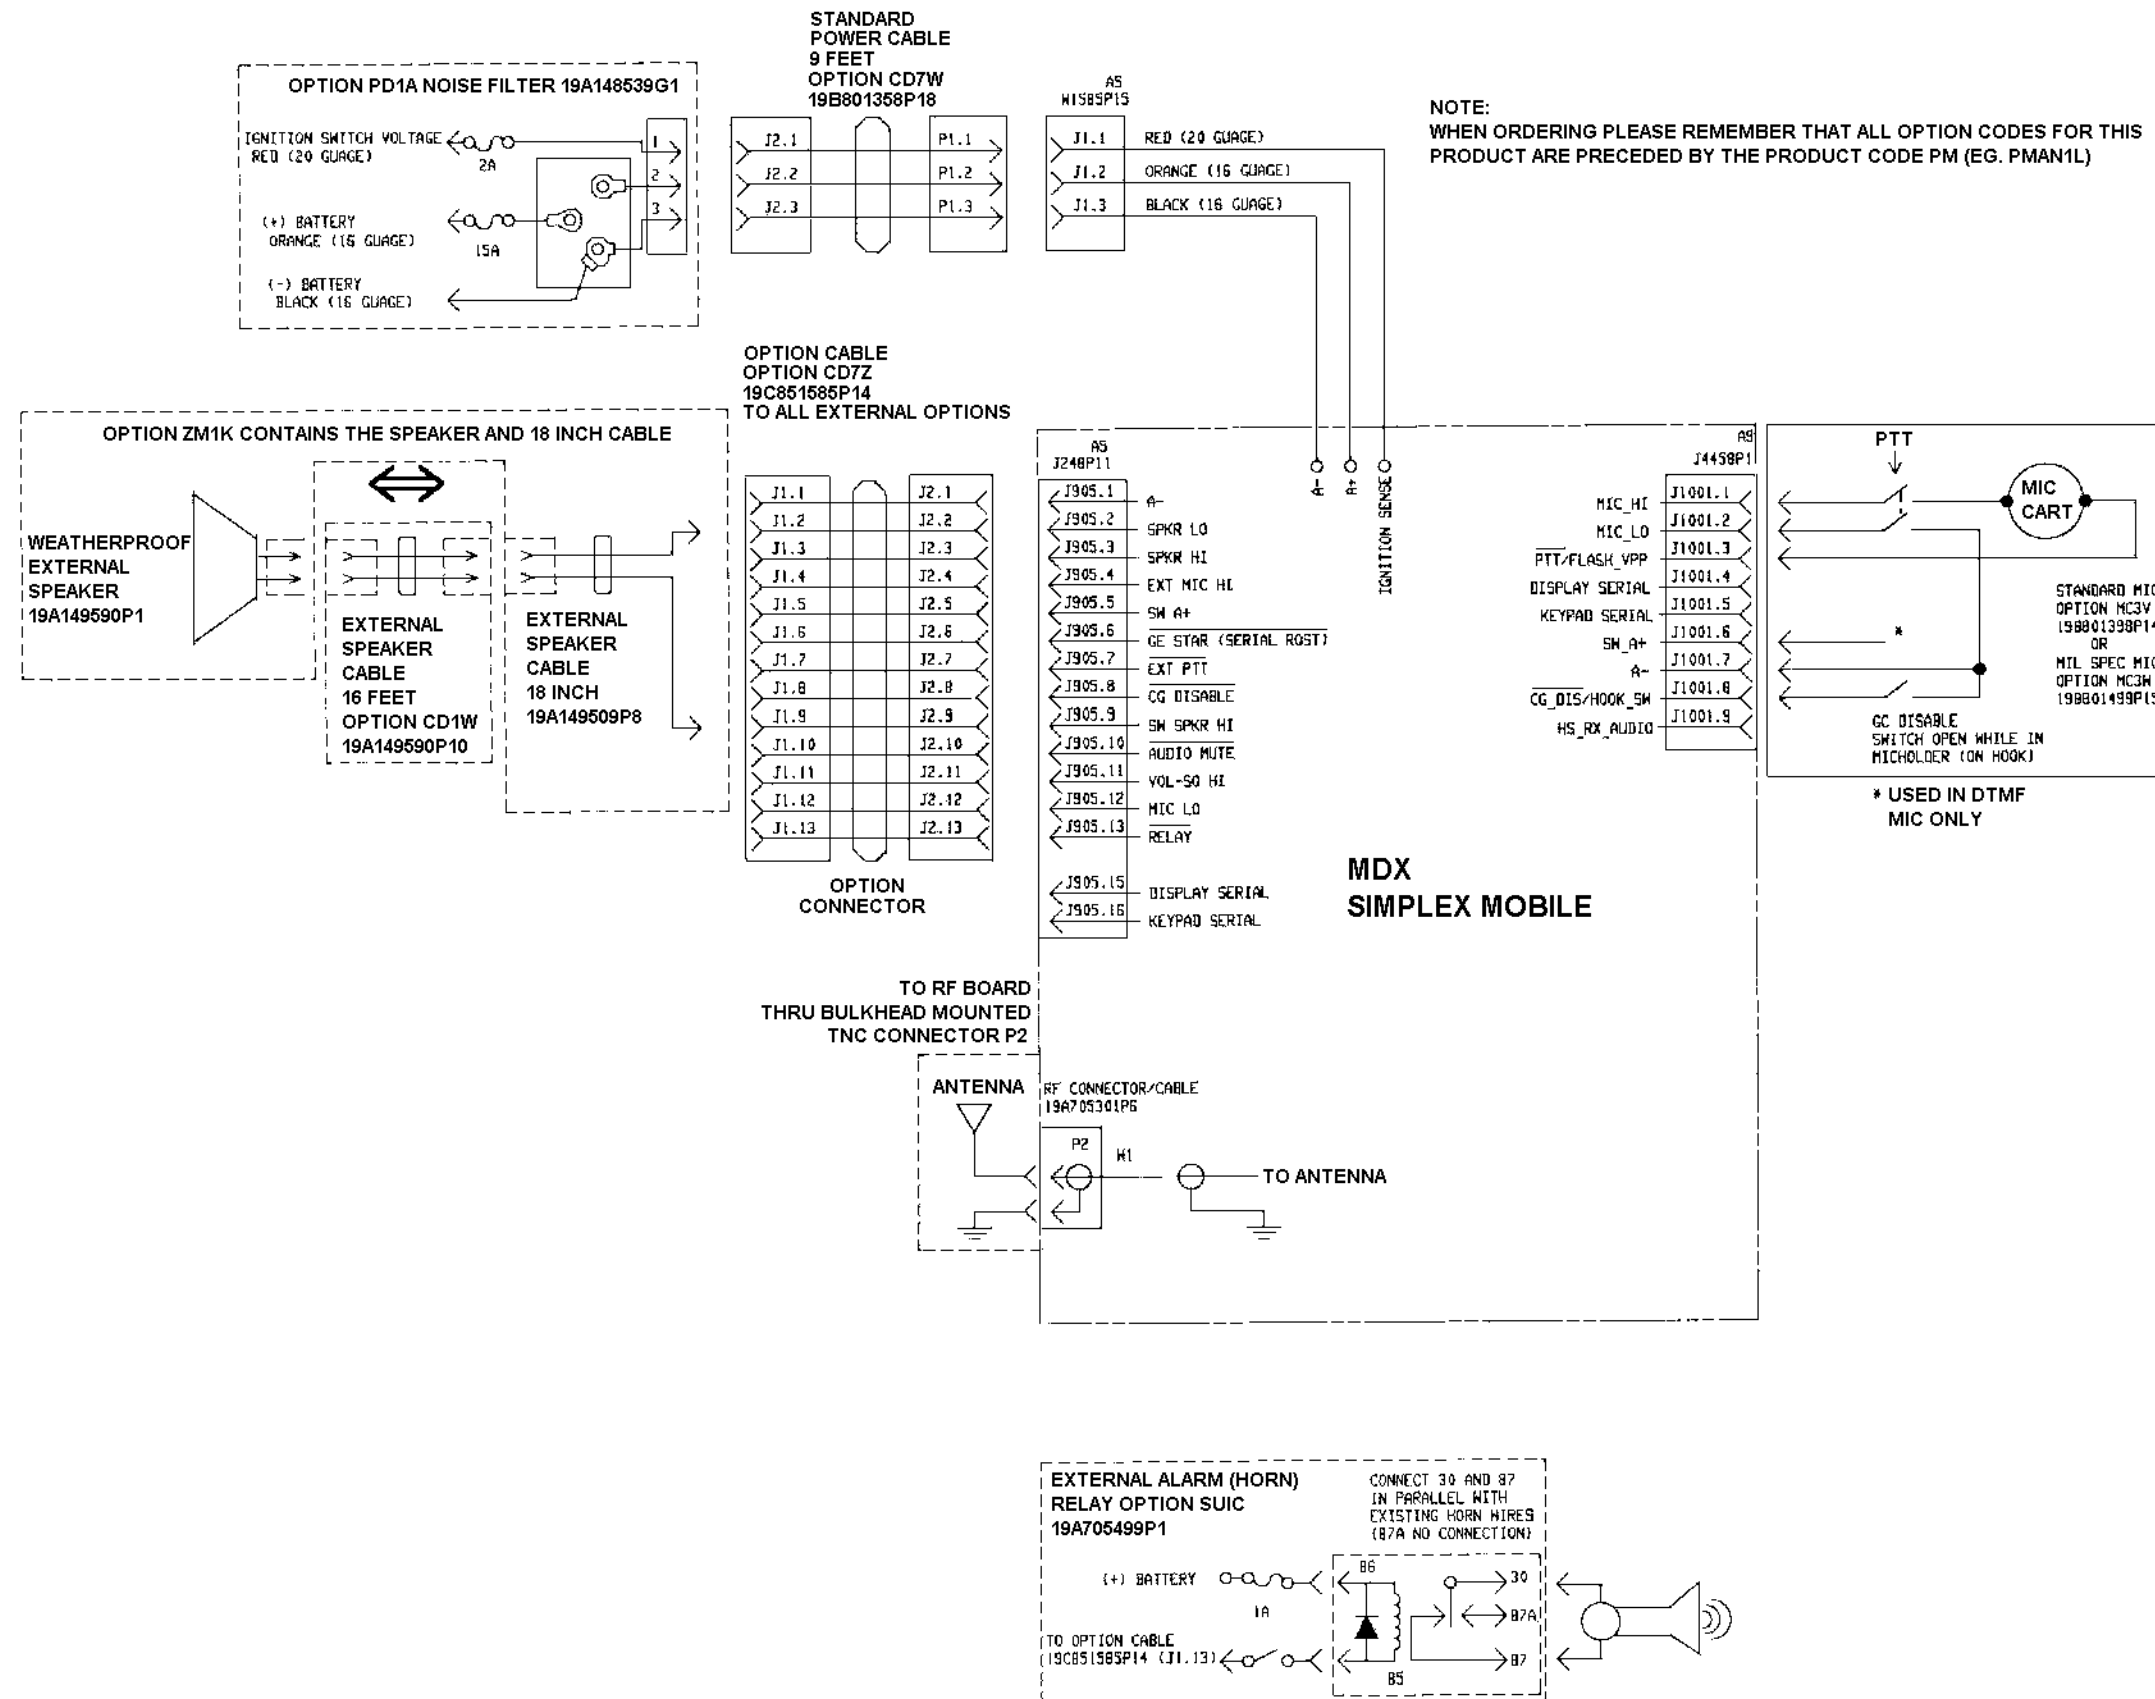 STANDARD
POWER CABLE
9 FEET
OPTION CD7W
19B801358P18
OPTION PD1A NOISE FILTER 19A148539G1
IGNITION SWITCH VOLTAGE
RED (20 GUAGE)
2A
(+) BATTERY
ORANGE (16 GUAGE)
15A
(-) BATTERY
BLACK (16 GUAGE)
1
2
3
J2.1
J2.2
J2.3
P1.1
P1.2
P1.3
A5
W1585P15
J1.1
J1.2
J1.3
RED (20 GUAGE)
ORANGE (16 GUAGE)
BLACK (16 GUAGE)
NOTE:
WHEN ORDERING PLEASE REMEMBER THAT ALL OPTION CODES FOR THIS
PRODUCT ARE PRECEDED BY THE PRODUCT CODE PM (EG. PMAN1L)
OPTION CABLE
OPTION CD7Z
19C851585P14
TO ALL EXTERNAL OPTIONS
OPTION ZM1K CONTAINS THE SPEAKER AND 18 INCH CABLE
WEATHERPROOF
EXTERNAL
SPEAKER
19A149590P1
EXTERNAL
SPEAKER
CABLE
16 FEET
OPTION CD1W
19A149590P10
EXTERNAL
SPEAKER
CABLE
18 INCH
19A149509P8
J1.1
J1.2
J1.3
J1.4
J1.5
J1.6
J1.7
J1.8
J1.9
J1.10
J1.11
J1.12
J1.13
J2.1
J2.2
J2.3
J2.4
J2.5
J2.6
J2.7
J2.8
J2.9
J2.10
J2.11
J2.12
J2.13
OPTION
CONNECTOR
A5
J248P11
J905.1 A-
J905.2 SPKR LO
J905.3 SPKR HI
J905.4 EXT MIC HI
J905.5 SW A+
J905.6 GE STAR (SERIAL RQST)
J905.7 EXT PTT
J905.8 CG DISABLE
J905.9 SW SPKR HI
J905.10 AUDIO MUTE
J905.11 VOL-SQ HI
J905.12 MIC LO
J905.13 RELAY
J905.15 DISPLAY SERIAL
J905.16 KEYPAD SERIAL
A-
A+
IGNITION SENSE
MDX
SIMPLEX MOBILE
A9
J4458P1
MIC_HI J1001.1
MIC_LO J1001.2
PTT/FLASH_VPP J1001.3
DISPLAY SERIAL J1001.4
KEYPAD SERIAL J1001.5
SW_A+ J1001.6
A- J1001.7
CG_DIS/HOOK_SW J1001.8
HS_RX_AUDIO J1001.9
PTT
MIC
CART
*
STANDARD MIC
OPTION MC3V
19B801398P14
OR
MIL SPEC MIC
OPTION MC3W
19B801499P15
GC DISABLE
SWITCH OPEN WHILE IN
MICHOLDER (ON HOOK)
* USED IN DTMF
MIC ONLY
TO RF BOARD
THRU BULKHEAD MOUNTED
TNC CONNECTOR P2
ANTENNA
RF CONNECTOR/CABLE
19A705301P6
P2
W1
TO ANTENNA
EXTERNAL ALARM (HORN)
RELAY OPTION SUIC
19A705499P1
CONNECT 30 AND 87
IN PARALLEL WITH
EXISTING HORN WIRES
(87A NO CONNECTION)
(+) BATTERY
1A
TO OPTION CABLE
19C851585P14 (J1.13)
86
85
30
87A
87